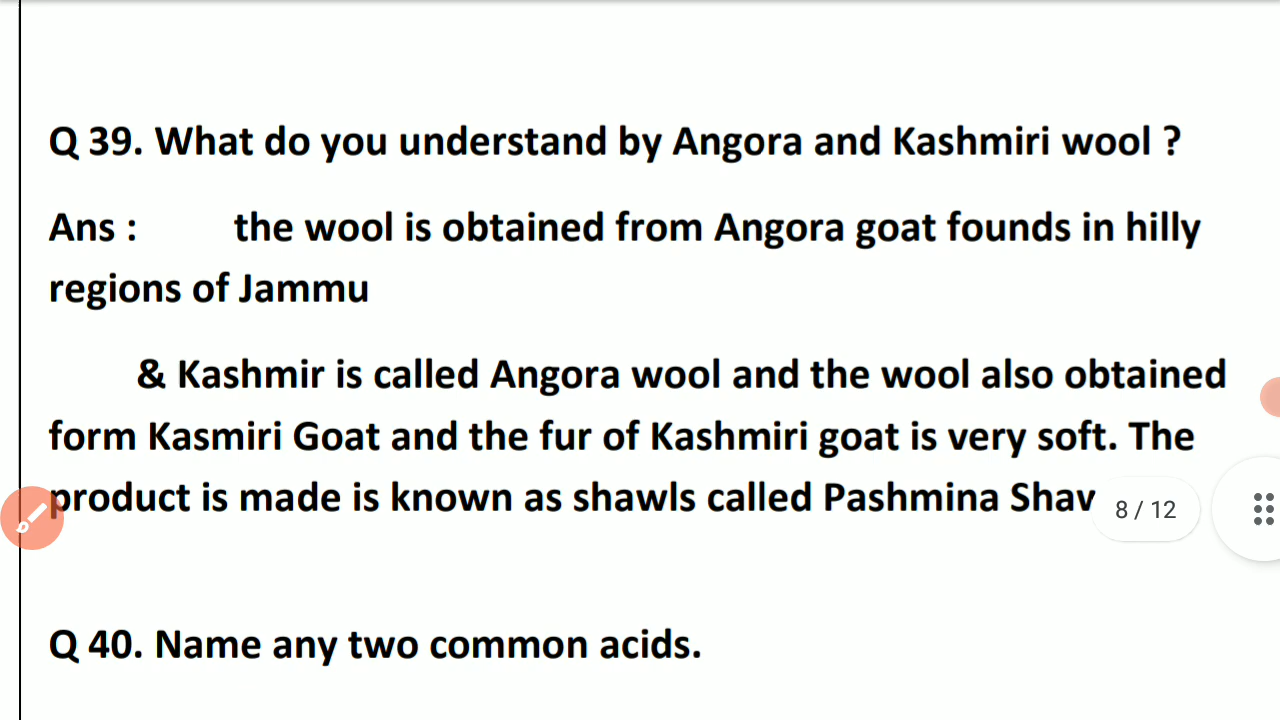 Q 39. What do you understand by Angora and Kashmiri wool ?
Ans : the wool is obtained from Angora goat founds in hilly
regions of Jammu
& Kashmir is called Angora wool and the wool also obtained
form Kasmiri Goat and the fur of Kashmiri goat is very soft. The
product is made is known as shawls called Pashmina
8 / 12
Q 40. Name any two common acids.